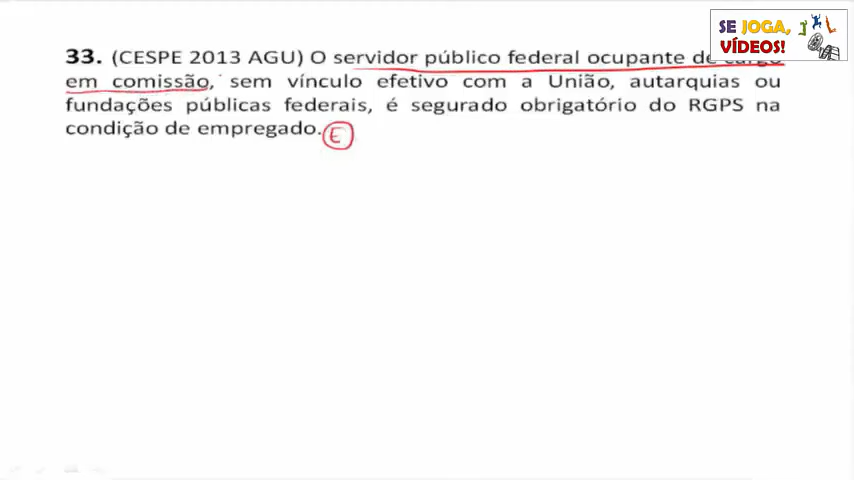 SE JOGA,
VÍDEOS!
33. (CESPE 2013 AGU) O servidor público federal ocupante de cargo
em comissão, sem vínculo efetivo com a União, autarquias ou
fundações públicas federais, é segurado obrigatório do RGPS na
condição de empregado. E